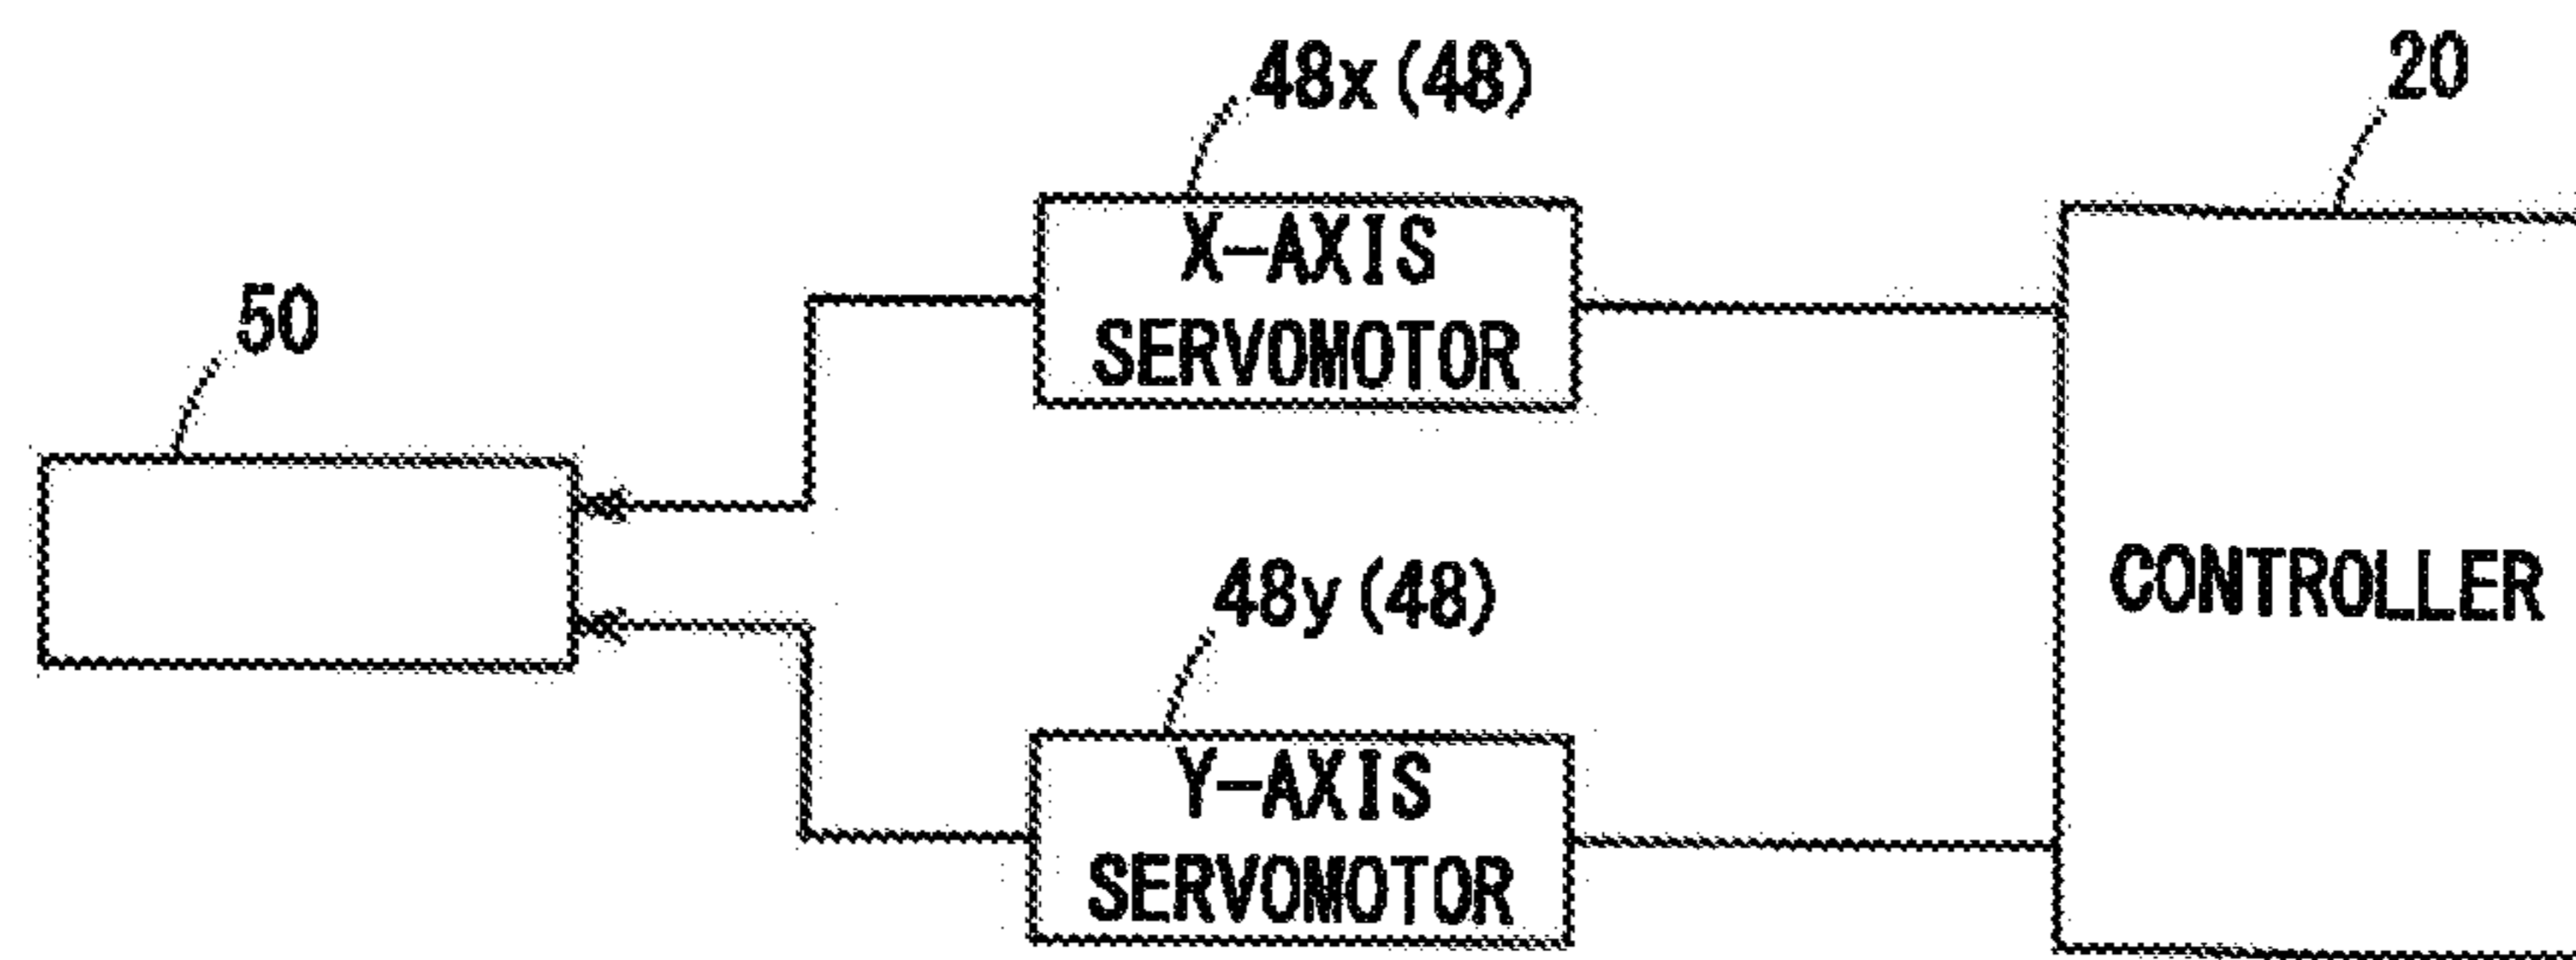 48x (48)
20
X-AXIS
SERVOMOTOR
50
CONTROLLER
48y (48)
Y-AXIS
SERVOMOTOR